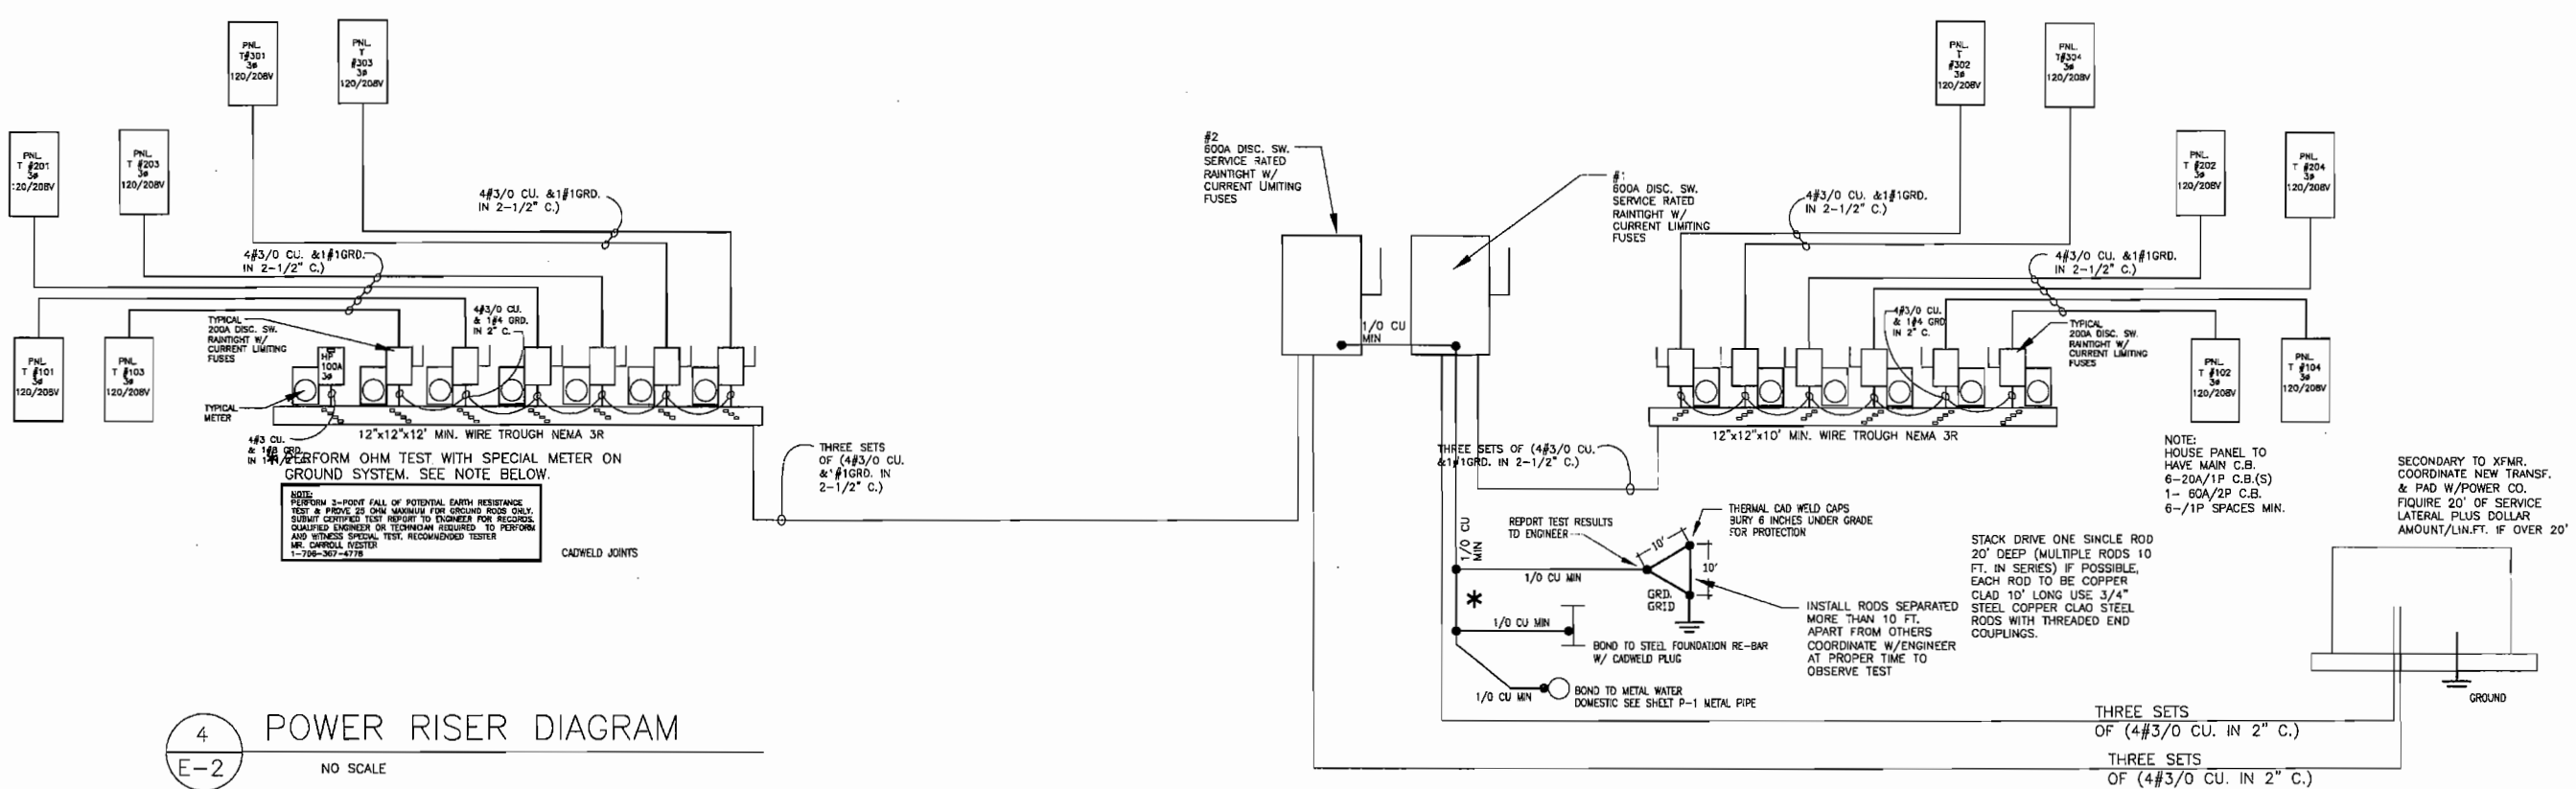 PNL.
T#301
3ø
120/208V
PNL
T
#303
3ø
120/208V
PNL.
T #201
3ø
120/208V
PNL
T #203
3ø
120/208V
4#3/0 CU. &1#1GRD.
IN 2-1/2" C.)
4#3/0 CU. &1#1GRD.
IN 2-1/2" C.)
TYPICAL
200A DISC. SW.
RAINTIGHT W/
CURRENT LIMITING
FUSES
4#3/0 CU.
& 1#4 GRD.
IN 2" C.
PNL
T #101
3ø
120/208V
PNL.
T #103
3ø
120/208V
HP
100A
3ø
TYPICAL
METER
12"x12"x12' MIN. WIRE TROUGH NEMA 3R
4#3 CU.
& 1#8 GRD.
PERFORM OHM TEST WITH SPECIAL METER ON
GROUND SYSTEM. SEE NOTE BELOW.
NOTE:
PERFORM 3-POINT FALL OF POTENTIAL EARTH RESISTANCE
TEST & PROVE 25 OHM MAXIMUM FOR GROUND RODS ONLY.
SUBMIT CERTIFIED TEST REPORT TO ENGINEER FOR RECORDS.
QUALIFIED ENGINEER OR TECHNICIAN REQUIRED TO PERFORM
AND WITNESS SPECIAL TEST. RECOMMENDED TESTER
MR. CARROLL IVESTER
1-706-367-4778
CADWELD JOINTS
THREE SETS
OF (4#3/0 CU.
&1#1GRD. IN
2-1/2" C.)
#2
600A DISC. SW.
SERVICE RATED
RAINTIGHT W/
CURRENT LIMITING
FUSES
#1
600A DISC. SW.
SERVICE RATED
RAINTIGHT W/
CURRENT LIMITING
FUSES
1/0 CU
MIN
1/0 CU
MIN
THREE SETS OF (4#3/0 CU.
&1#1GRD. IN 2-1/2" C.)
REPORT TEST RESULTS
TO ENGINEER
THERMAL CAD WELD CAPS
BURY 6 INCHES UNDER GRADE
FOR PROTECTION
10'
10'
1/0 CU MIN
GRD.
GRID
*
1/0 CU MIN
BOND TO STEEL FOUNDATION RE-BAR
W/ CADWELD PLUG
1/0 CU MIN
BOND TO METAL WATER
DOMESTIC SEE SHEET P-1 METAL PIPE
INSTALL RODS SEPARATED
MORE THAN 10 FT.
APART FROM OTHERS
COORDINATE W/ENGINEER
AT PROPER TIME TO
OBSERVE TEST
STACK DRIVE ONE SINGLE ROD
20' DEEP (MULTIPLE RODS 10
FT. IN SERIES) IF POSSIBLE,
EACH ROD TO BE COPPER
CLAD 10' LONG USE 3/4"
STEEL COPPER CLAD STEEL
RODS WITH THREADED END
COUPLINGS.
PNL.
T
#302
3ø
120/208V
PNL.
T#304
3ø
120/208V
PNL.
T #202
3ø
120/208V
PNL
T #204
3ø
120/208V
4#3/0 CU. &1#1GRD.
IN 2-1/2" C.)
4#3/0 CU. &1#1GRD.
IN 2-1/2" C.)
4#3/0 CU.
& 1#4 GRD
IN 2" C.
TYPICAL
200A DISC. SW.
RAINTIGHT W/
CURRENT LIMITING
FUSES
PNL
T #102
3ø
120/208V
PNL
T #104
3ø
120/208V
12"x12"x10' MIN. WIRE TROUGH NEMA 3R
NOTE:
HOUSE PANEL TO
HAVE MAIN C.B.
6-20A/1P C.B.(S)
1- 60A/2P C.B.
6-/1P SPACES MIN.
SECONDARY TO XFMR.
COORDINATE NEW TRANSF.
& PAD W/POWER CO.
FIQUIRE 20' OF SERVICE
LATERAL PLUS DOLLAR
AMOUNT/LIN.FT. IF OVER 20'
GROUND
THREE SETS
OF (4#3/0 CU. IN 2" C.)
THREE SETS
OF (4#3/0 CU. IN 2" C.)
4
E-2
POWER RISER DIAGRAM
NO SCALE